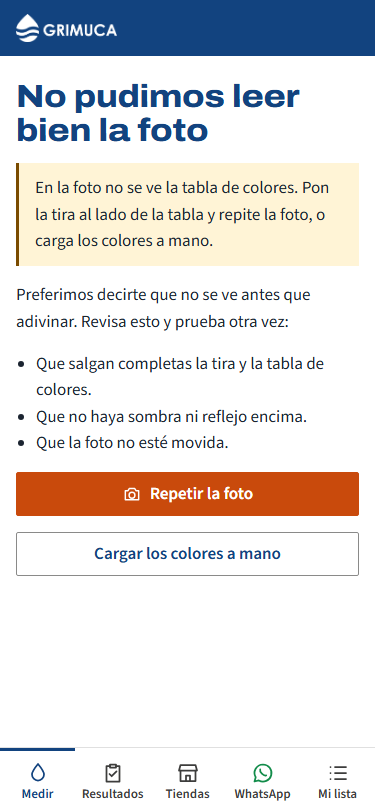 GRIMUCA
No pudimos leer
bien la foto
En la foto no se ve la tabla de colores. Pon
la tira al lado de la tabla y repite la foto, o
carga los colores a mano.
Preferimos decirte que no se ve antes que
adivinar. Revisa esto y prueba otra vez:
Que salgan completas la tira y la tabla de
colores.
Que no haya sombra ni reflejo encima.
Que la foto no esté movida.
Repetir la foto
Cargar los colores a mano
Medir
Resultados
Tiendas
WhatsApp
Mi lista